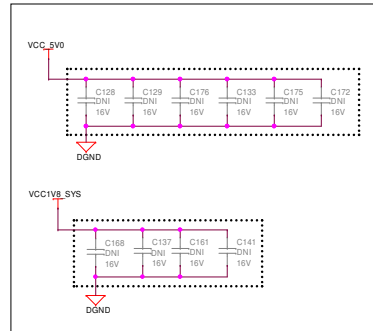 VCC_5V0
C128 C129 C176 C133 C175 C172
DNI DNI DNI DNI DNI DNI
16V 16V 16V 16V 16V 16V
DGND
VCC1V8_SYS
C168 C137 C161 C141
DNI DNI DNI DNI
16V 16V 16V 16V
DGND